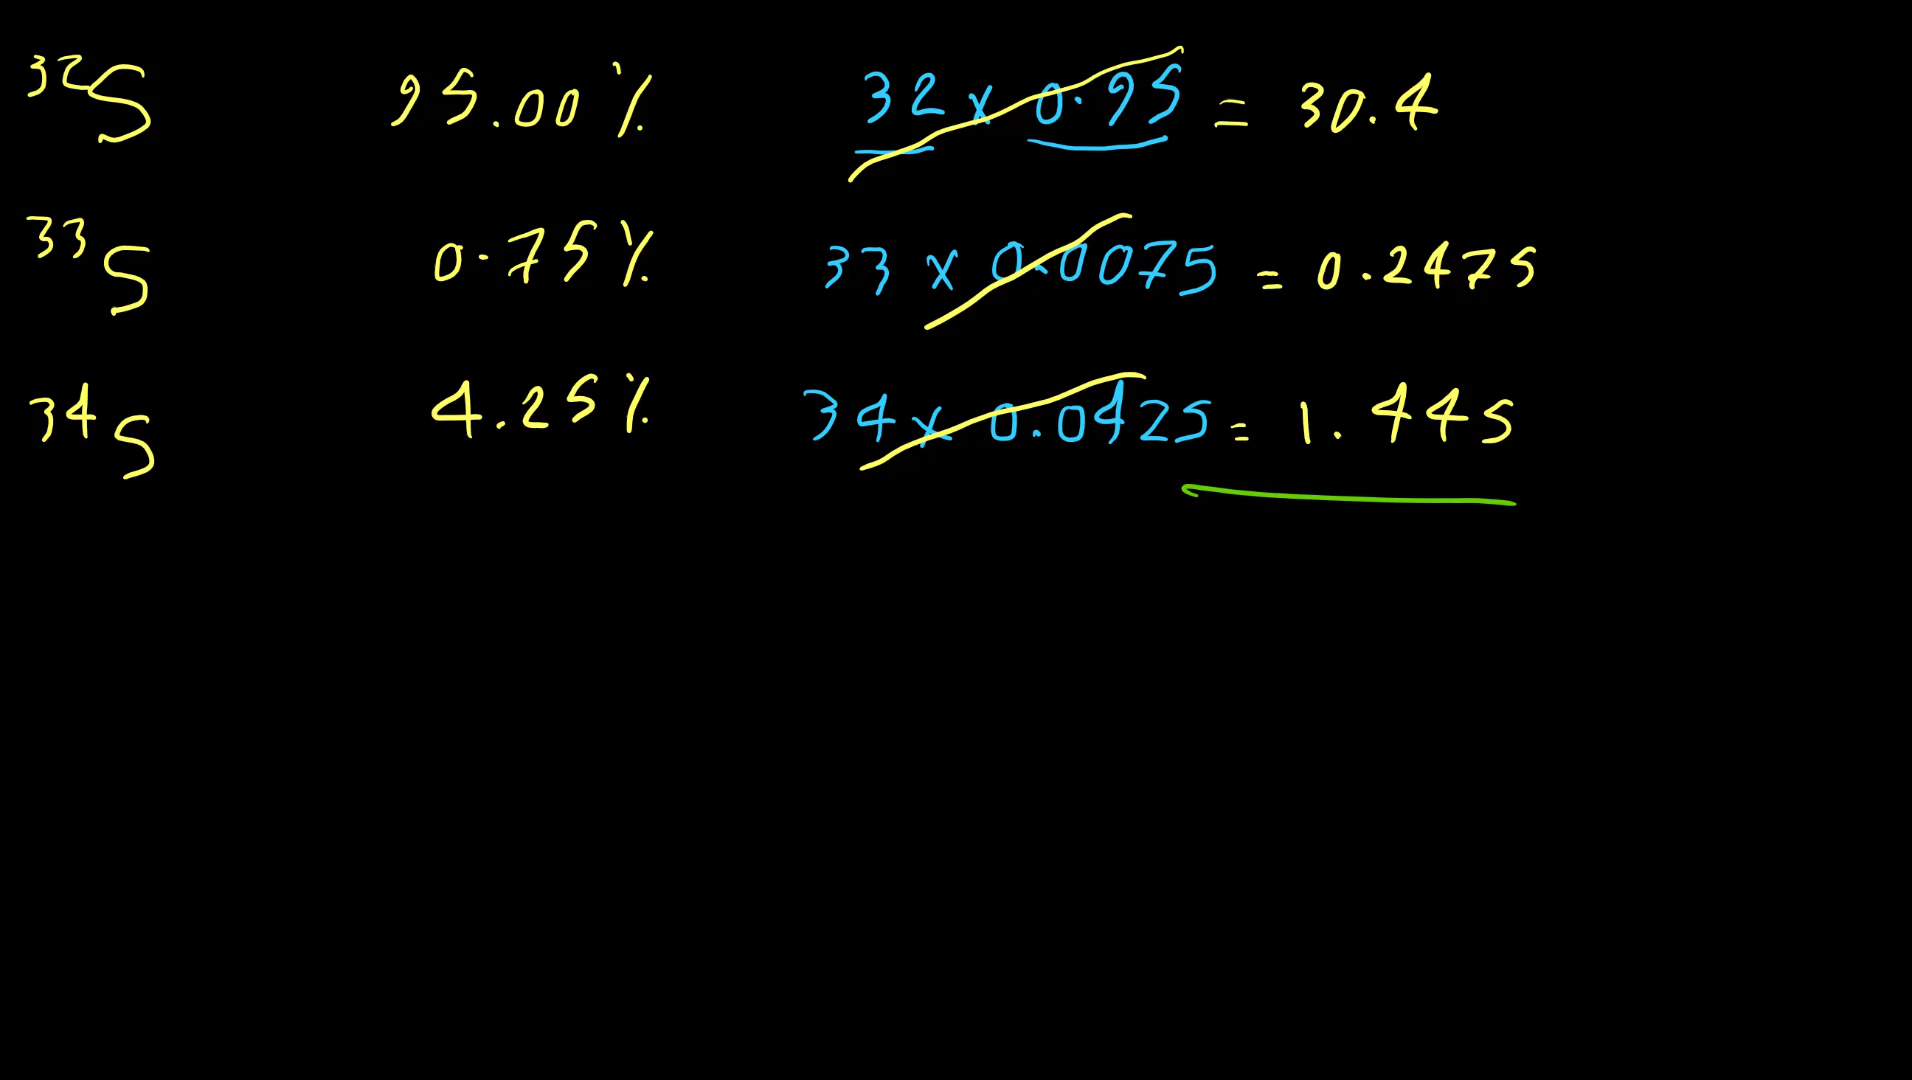 ³²S 95.00% 32 x 0.95 = 30.4
³³S 0.75% 33 x 0.0075 = 0.2475
³⁴S 4.25% 34 x 0.0425 = 1.445